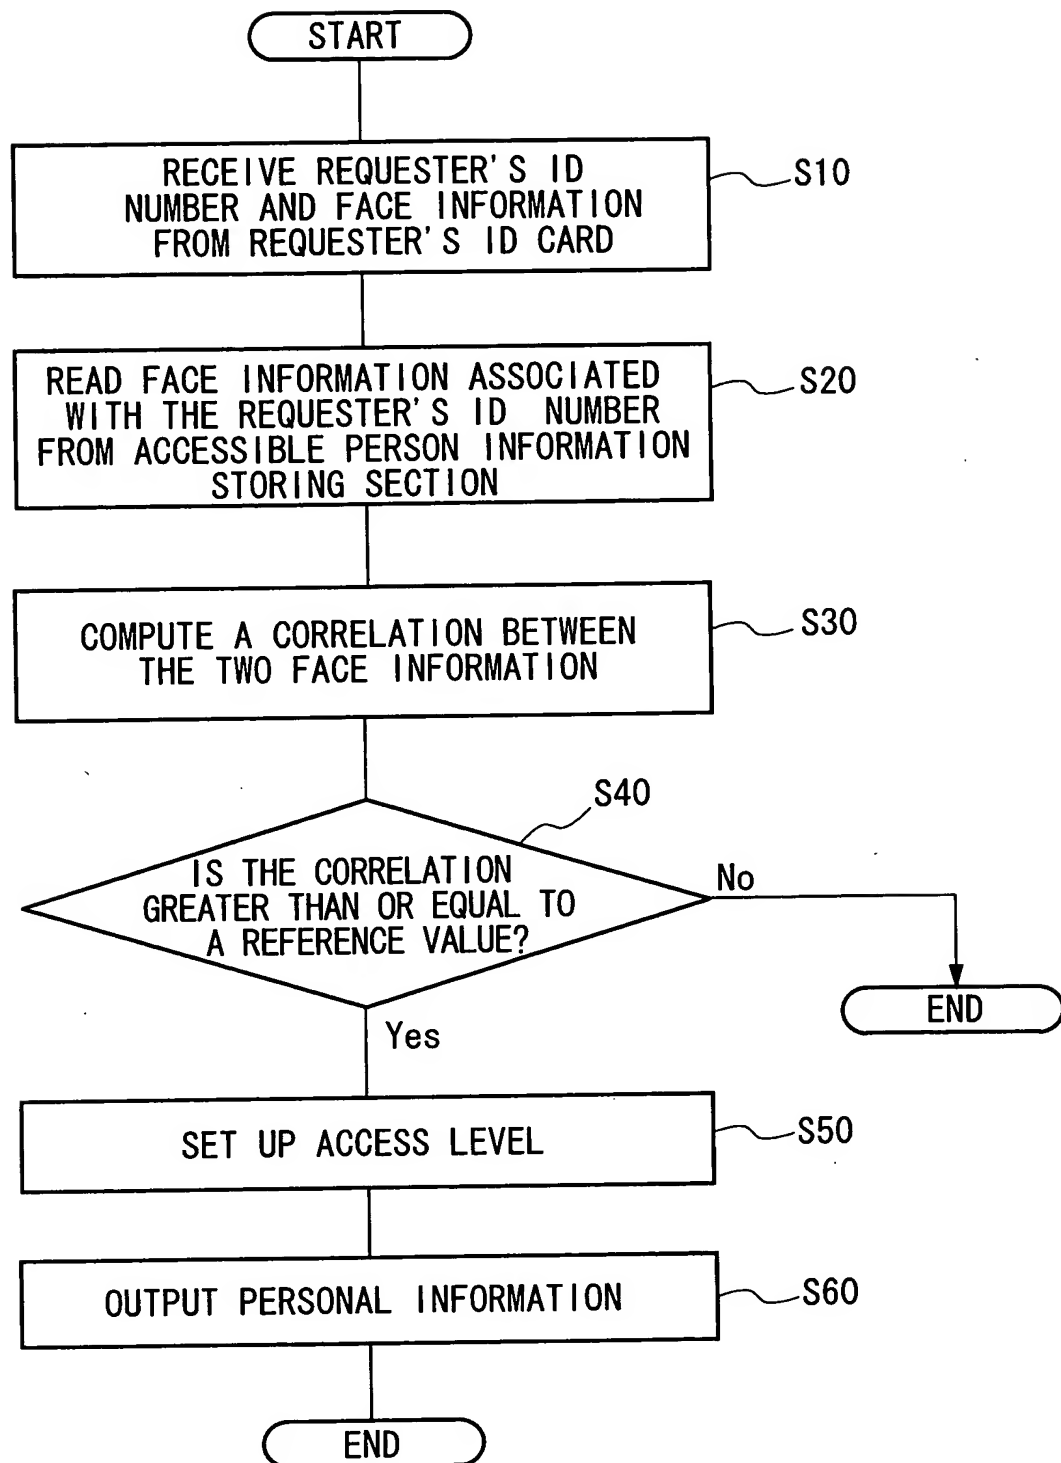 START
RECEIVE REQUESTER'S ID
NUMBER AND FACE INFORMATION
FROM REQUESTER'S ID CARD
S10
READ FACE INFORMATION ASSOCIATED
WITH THE REQUESTER'S ID NUMBER
FROM ACCESSIBLE PERSON INFORMATION
STORING SECTION
S20
COMPUTE A CORRELATION BETWEEN
THE TWO FACE INFORMATION
S30
S40
IS THE CORRELATION
GREATER THAN OR EQUAL TO
A REFERENCE VALUE?
No
END
Yes
SET UP ACCESS LEVEL
S50
OUTPUT PERSONAL INFORMATION
S60
END